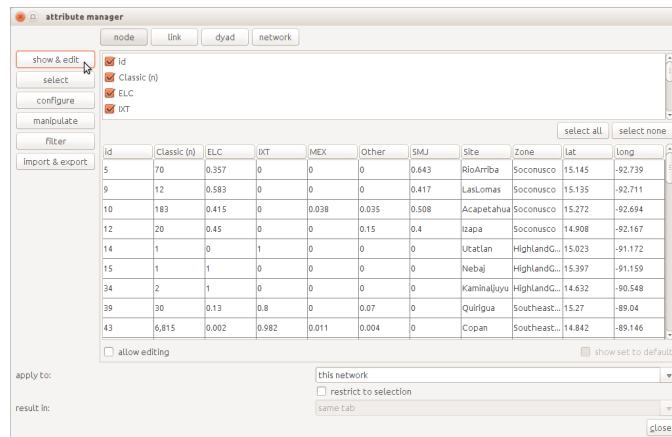 attribute manager
node link dyad network
show & edit
select
configure
manipulate
filter
import & export
id
Classic (n)
ELC
IXT
select all select none
id Classic (n) ELC IXT MEX Other SMJ Site Zone lat long
5 70 0.357 0 0 0 0.643 RioArriba Soconusco 15.145 -92.739
9 12 0.583 0 0 0 0.417 LasLomas Soconusco 15.135 -92.711
10 183 0.415 0 0.038 0.035 0.508 Acapetahua Soconusco 15.272 -92.694
12 20 0.45 0 0 0.15 0.4 Izapa Soconusco 14.908 -92.167
14 1 0 1 0 0 0 Utatlan HighlandG... 15.023 -91.172
15 1 1 0 0 0 0 Nebaj HighlandG... 15.397 -91.159
34 2 1 0 0 0 0 Kaminaljuyu HighlandG... 14.632 -90.548
39 30 0.13 0.8 0 0.07 0 Quirigua Southeast... 15.27 -89.04
43 6,815 0.002 0.982 0.011 0.004 0 Copan Southeast... 14.842 -89.146
allow editing show set to default
apply to: this network
restrict to selection
result in: same tab
close